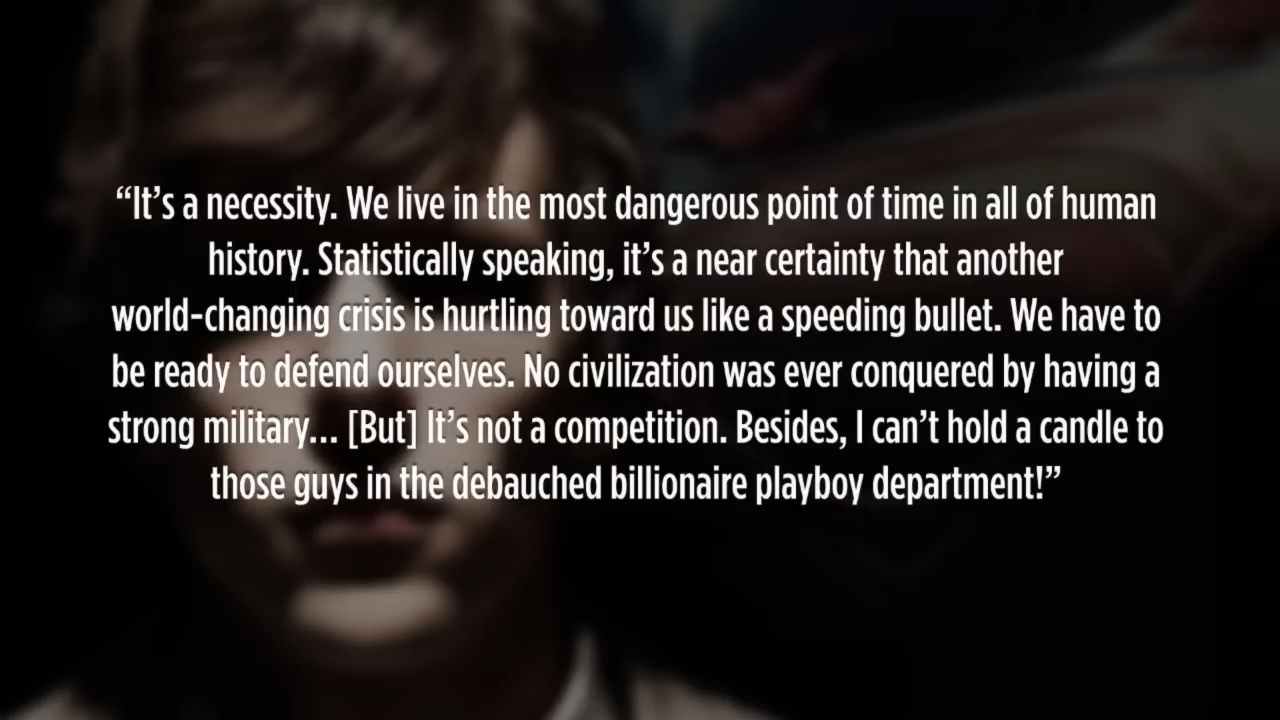 “It’s a necessity. We live in the most dangerous point of time in all of human
history. Statistically speaking, it’s a near certainty that another
world-changing crisis is hurtling toward us like a speeding bullet. We have to
be ready to defend ourselves. No civilization was ever conquered by having a
strong military... [But] It’s not a competition. Besides, I can’t hold a candle to
those guys in the debauched billionaire playboy department!”